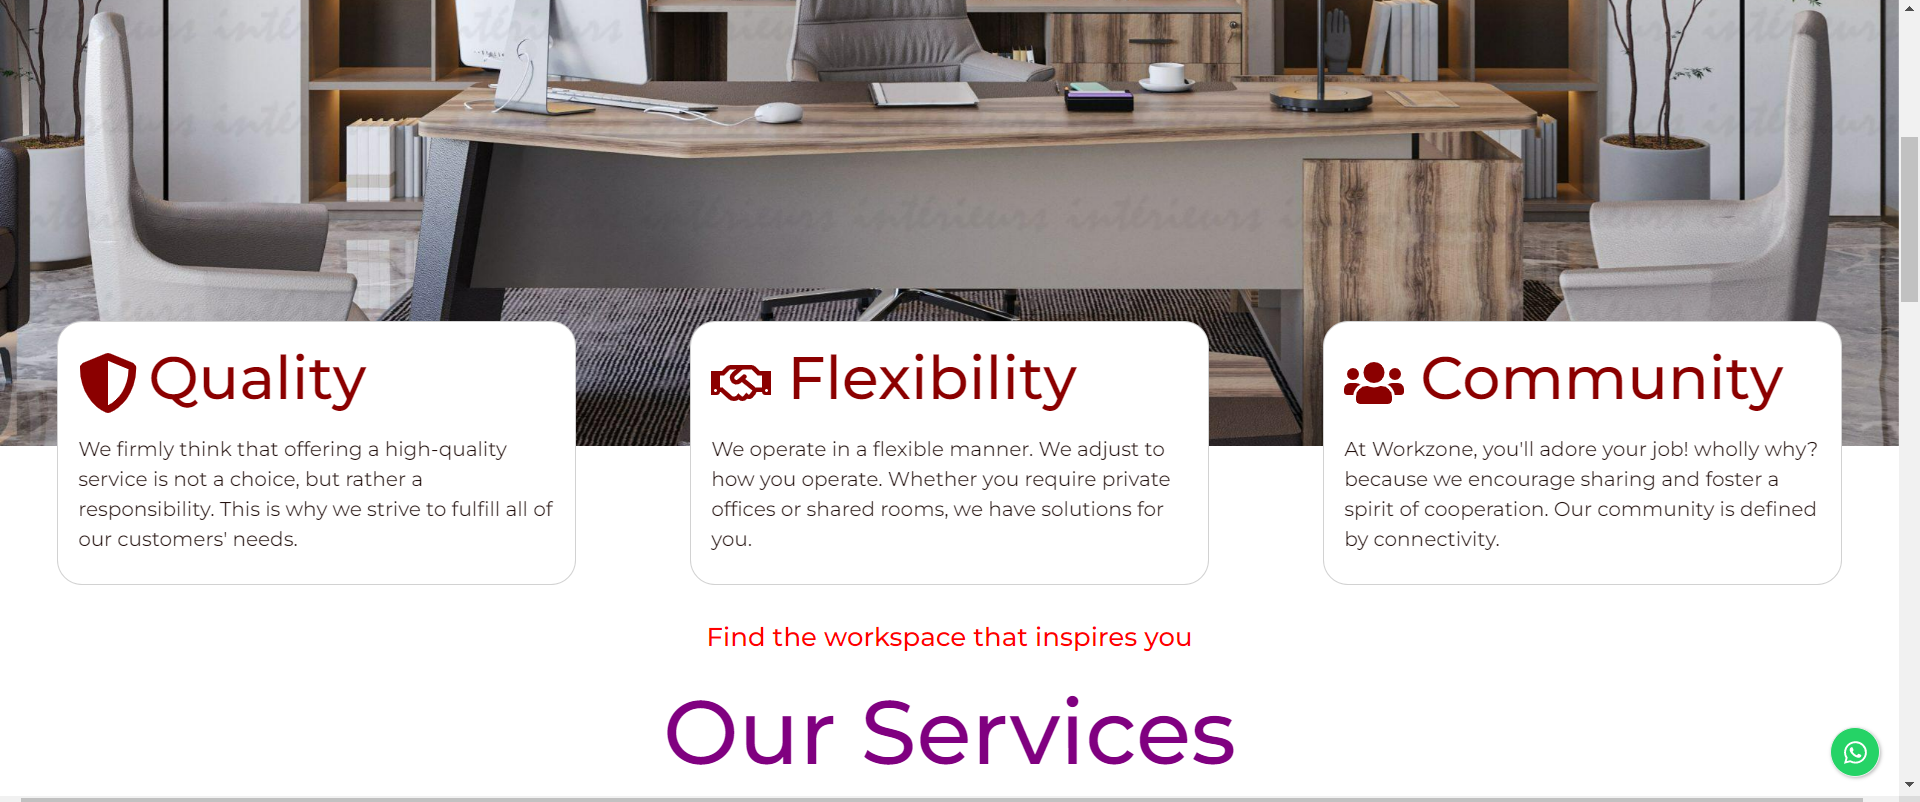 intérieurs intérieurs intérieurs
Quality
Flexibility
Community
We firmly think that offering a high-quality
service is not a choice, but rather a
responsibility. This is why we strive to fulfill all of
our customers' needs.
We operate in a flexible manner. We adjust to
how you operate. Whether you require private
offices or shared rooms, we have solutions for
you.
At Workzone, you'll adore your job! wholly why?
because we encourage sharing and foster a
spirit of cooperation. Our community is defined
by connectivity.
Find the workspace that inspires you
Our Services